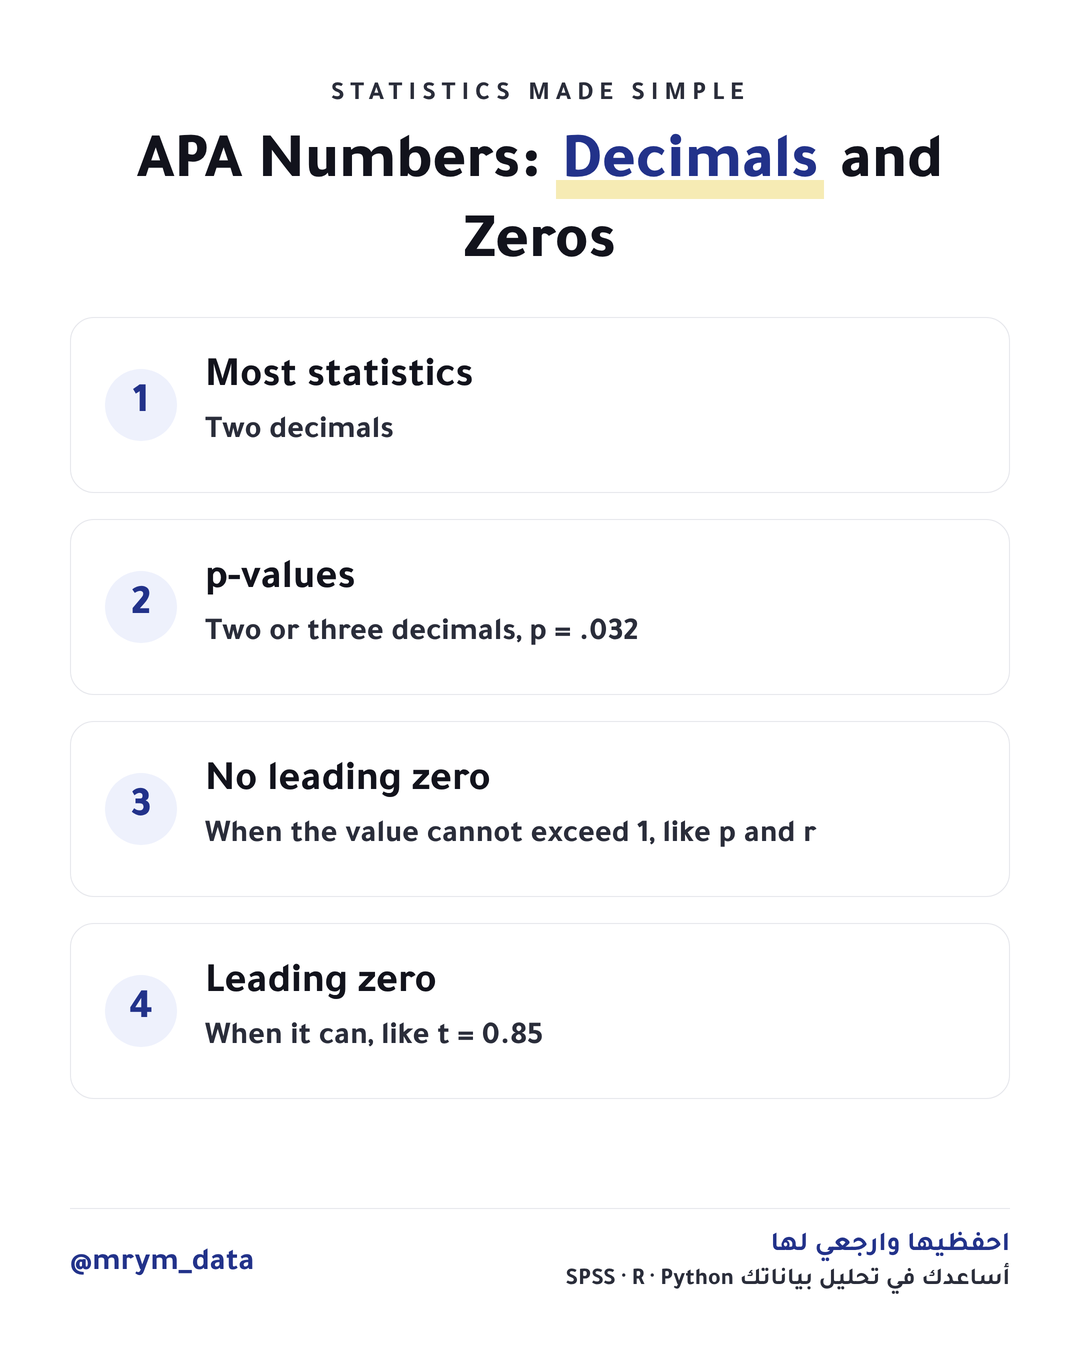 STATISTICS MADE SIMPLE
APA Numbers: Decimals and
Zeros
1
Most statistics
Two decimals
2
p-values
Two or three decimals, p = .032
3
No leading zero
When the value cannot exceed 1, like p and r
4
Leading zero
When it can, like t = 0.85
@mrym_data
احفظيها وارجعي لها
أساعدك في تحليل بياناتك SPSS · R · Python